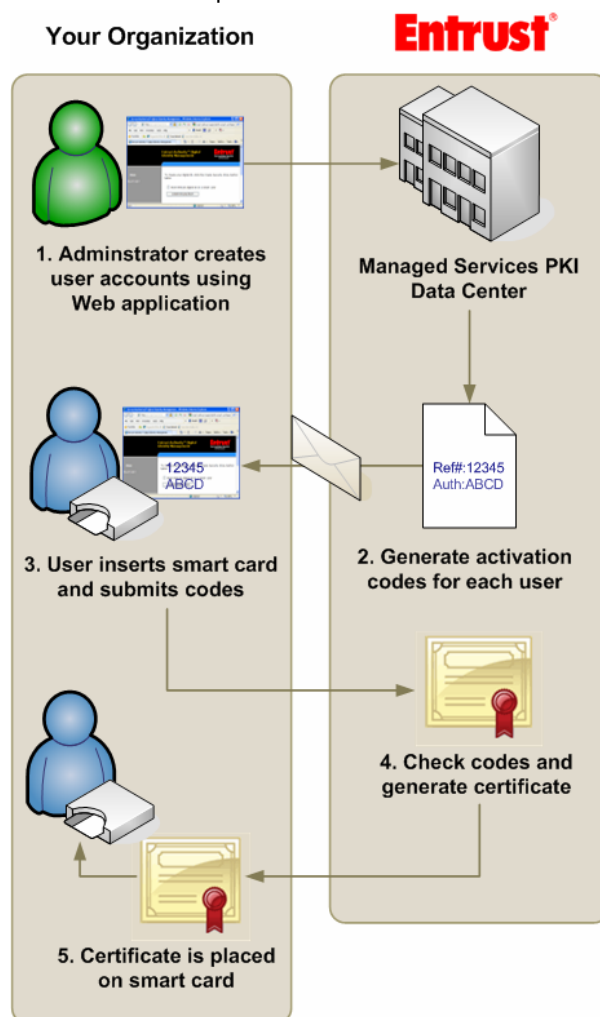 Your Organization
Entrust®
1. Adminstrator creates
user accounts using
Web application
Managed Services PKI
Data Center
Ref#:12345
Auth:ABCD
2. Generate activation
codes for each user
12345
ABCD
3. User inserts smart card
and submits codes
4. Check codes and
generate certificate
5. Certificate is placed
on smart card